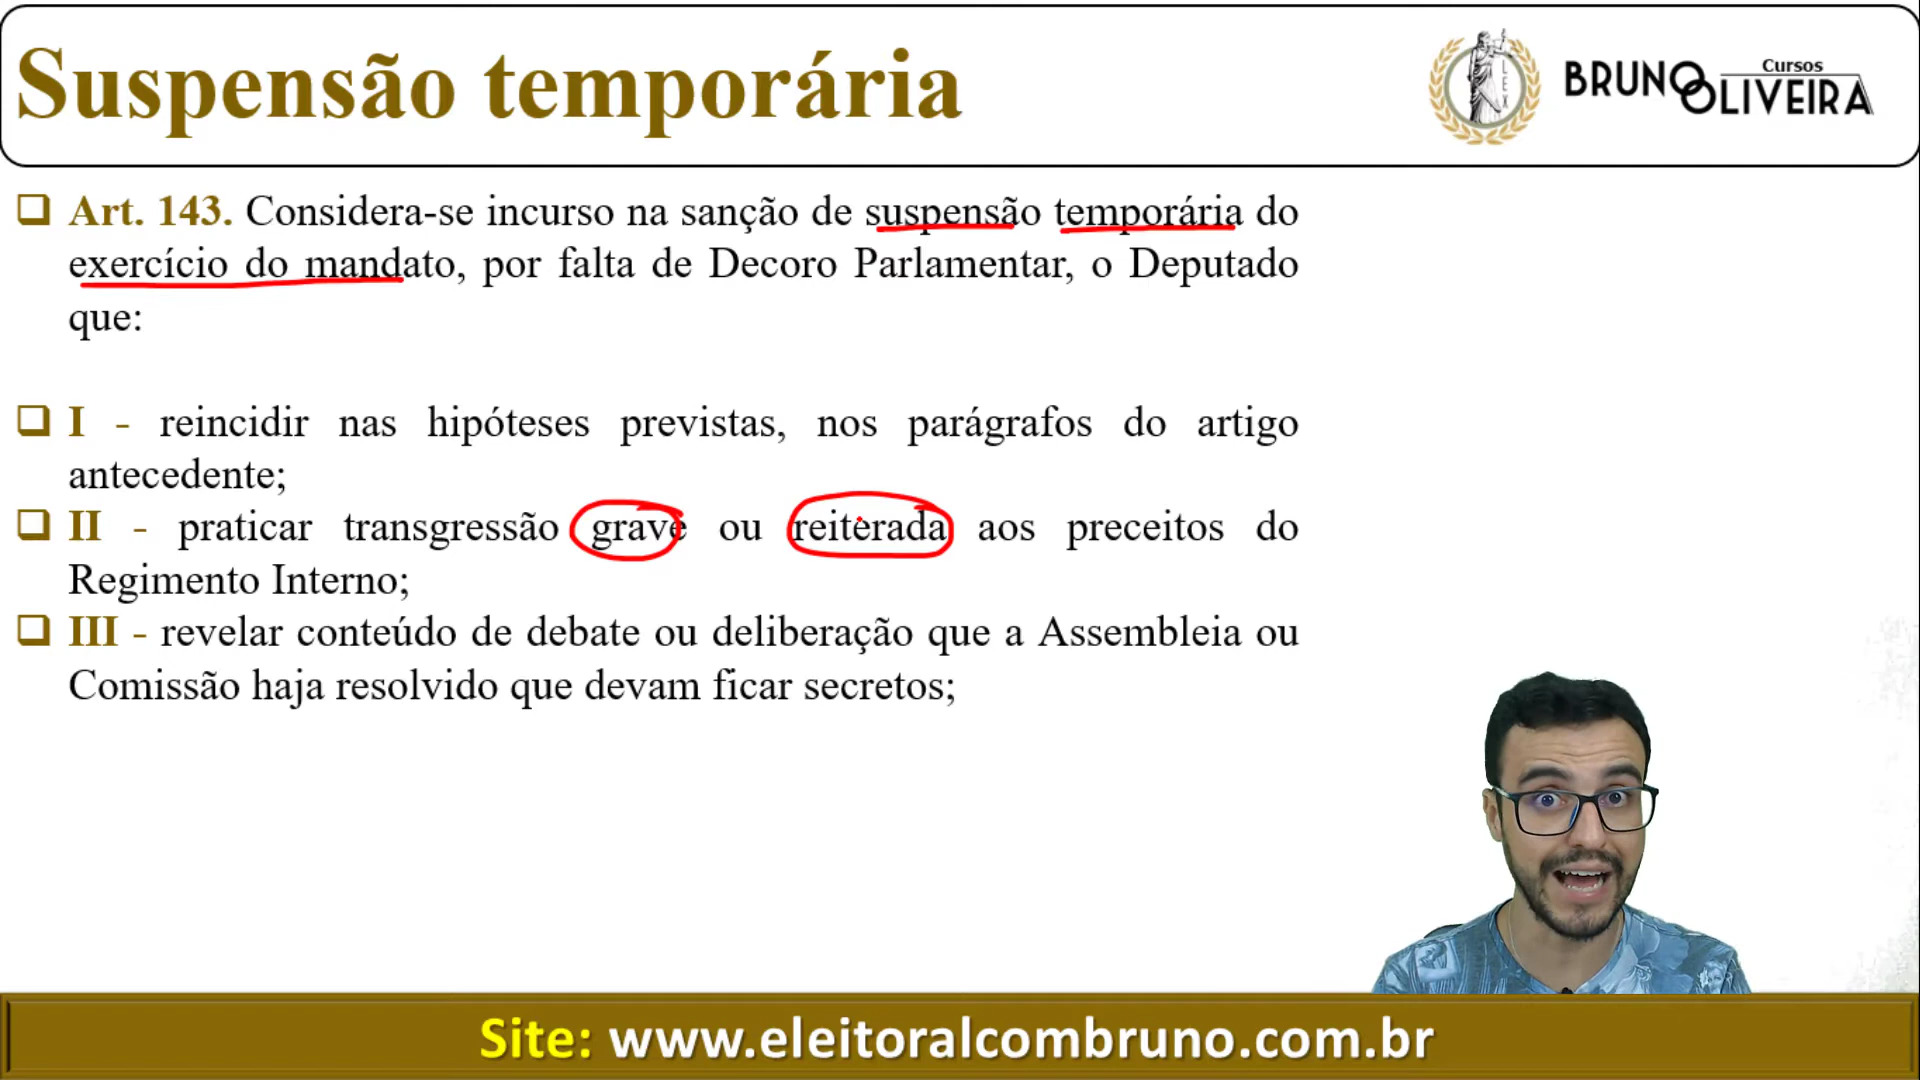 Suspensão temporária
LEX
Cursos
BRUNO OLIVEIRA
Art. 143. Considera-se incurso na sanção de suspensão temporária do
exercício do mandato, por falta de Decoro Parlamentar, o Deputado
que:
I - reincidir nas hipóteses previstas, nos parágrafos do artigo
antecedente;
II - praticar transgressão grave ou reiterada aos preceitos do
Regimento Interno;
III - revelar conteúdo de debate ou deliberação que a Assembleia ou
Comissão haja resolvido que devam ficar secretos;
Site: www.eleitoralcombruno.com.br